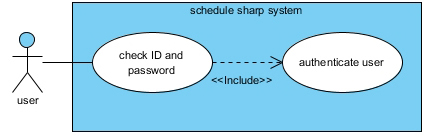 schedule sharp system
check ID and
password
authenticate user
<<Include>>
user